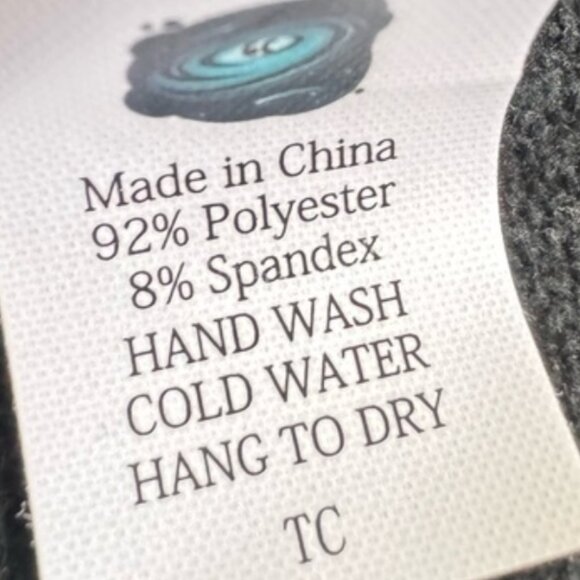 Made in China
92% Polyester
8% Spandex
HAND WASH
COLD WATER
HANG TO DRY
TC